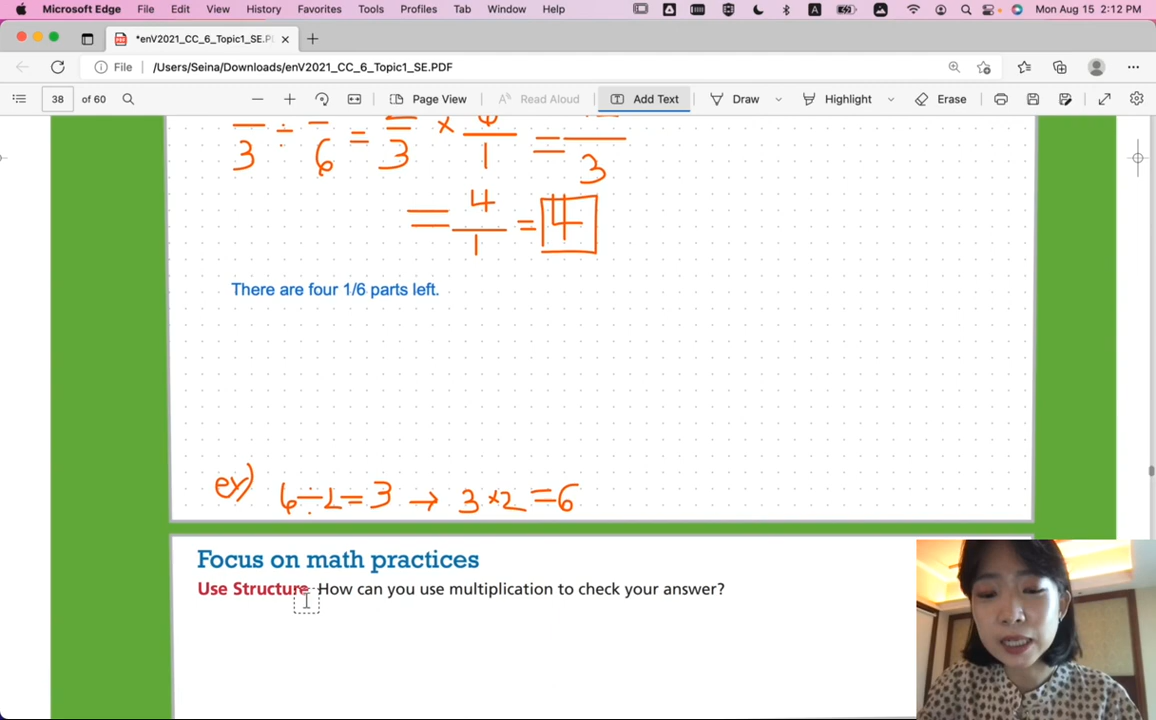 Microsoft Edge File Edit View History Favorites Tools Profiles Tab Window Help Mon Aug 15 2:12 PM
*enV2021_CC_6_Topic1_SE.P
File /Users/Seina/Downloads/enV2021_CC_6_Topic1_SE.PDF
38 of 60 Page View Read Aloud Add Text Draw Highlight Erase
3 ÷ 6 = 3 × 1 = 3
= 4/1 = 4
There are four 1/6 parts left.
ex) 6÷2=3 → 3×2=6
Focus on math practices
Use Structure How can you use multiplication to check your answer?